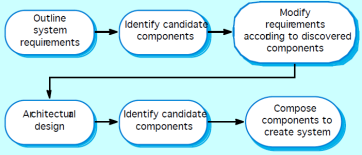 Outline
system
requirements
Identify candidate
components
Modify
requirements
accoding to discovered
components
Architectual
design
Identify candidate
components
Compose
components to
create system